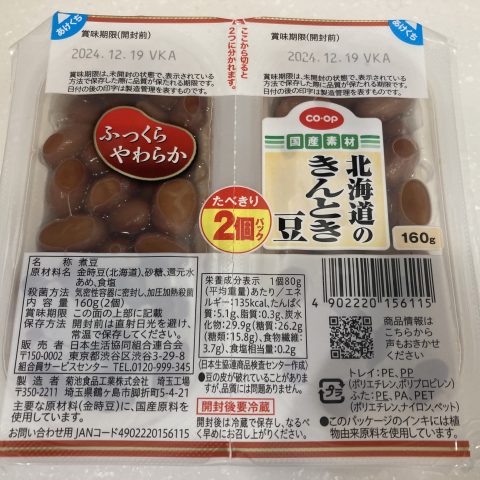 あけくち
賞味期限(開封前)
2024.12.19 VKA
賞味期限は、未開封の状態で、表示されている
方法で保存された際に品質が保たれる期限です。
日付の後の印字は製造管理を表すものです。
ここから切ると
2つに分かれます。
賞味期限(開封前)
2024.12.19 VKA
あけくち
賞味期限は、未開封の状態で、表示されている
方法で保存された際に品質が保たれる期限です。
日付の後の印字は製造管理を表すものです。
ふっくら
やわらか
たべきり
2個パック
CO・OP
国産素材
北海道の
きんとき
豆
160g
名称 煮豆
原材料名 金時豆(北海道)、砂糖、還元水
あめ、食塩
殺菌方法 気密性容器に密封し、加圧加熱殺菌
内容量 160g(2個)
賞味期限 この面の上部に記載
保存方法 開封前は直射日光を避け、
常温で保存してください。
販売者 日本生活協同組合連合会
〒150-0002 東京都渋谷区渋谷3-29-8
組合員サービスセンター TEL.0120-999-345
製造者 菊池食品工業株式会社 埼玉工場
〒350-2211 埼玉県鶴ヶ島市脚折町5-4-21
主要な原材料(金時豆)に、国産原料を
使用しています。
お問い合わせ用 JANコード4902220156115
栄養成分表示 1個80g
(平均重量)あたり/エネ
ルギー:135kcal、たんぱく
質:5.1g、脂質:0.3g、炭水
化物:29.9g(糖質:26.2g
(糖類:15.8g)、食物繊維:
3.7g)、食塩相当量:0.2g
(日本生協連商品検査センター作成)
●豆の皮が破れていることがありま
すが、品質には問題ありません。
開封後要冷蔵
開封後は冷蔵で保存し、なるべ
く早めにお召し上がりください。
4902220156115
商品情報は
こちらから
声もおきかせ
ください
プラ
トレイ:PE、PP
(ポリエチレン、ポリプロピレン)
ふた:PE、PA、PET
(ポリエチレン、ナイロン、ペット)
●このパッケージのインキには植
物由来原料を使用しています。